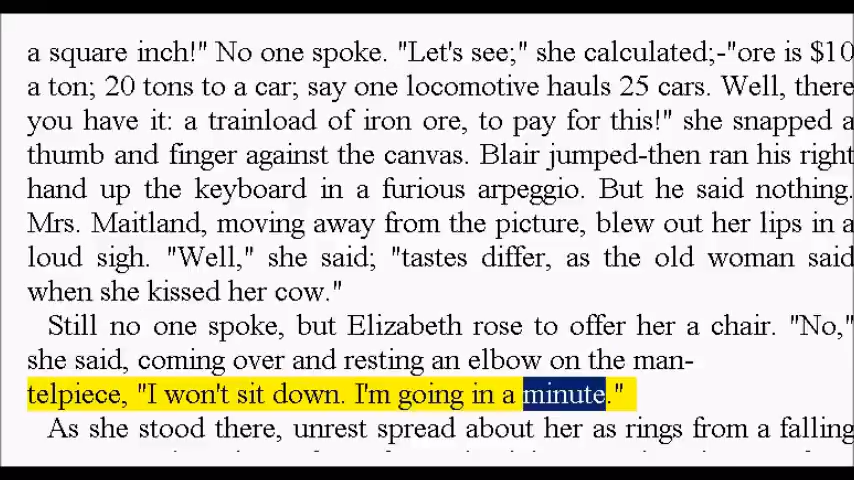 a square inch!" No one spoke. "Let's see;" she calculated;-"ore is $10
a ton; 20 tons to a car; say one locomotive hauls 25 cars. Well, there
you have it: a trainload of iron ore, to pay for this!" she snapped a
thumb and finger against the canvas. Blair jumped-then ran his right
hand up the keyboard in a furious arpeggio. But he said nothing.
Mrs. Maitland, moving away from the picture, blew out her lips in a
loud sigh. "Well," she said; "tastes differ, as the old woman said
when she kissed her cow."
Still no one spoke, but Elizabeth rose to offer her a chair. "No,"
she said, coming over and resting an elbow on the man-
telpiece, "I won't sit down. I'm going in a minute."
As she stood there, unrest spread about her as rings from a falling